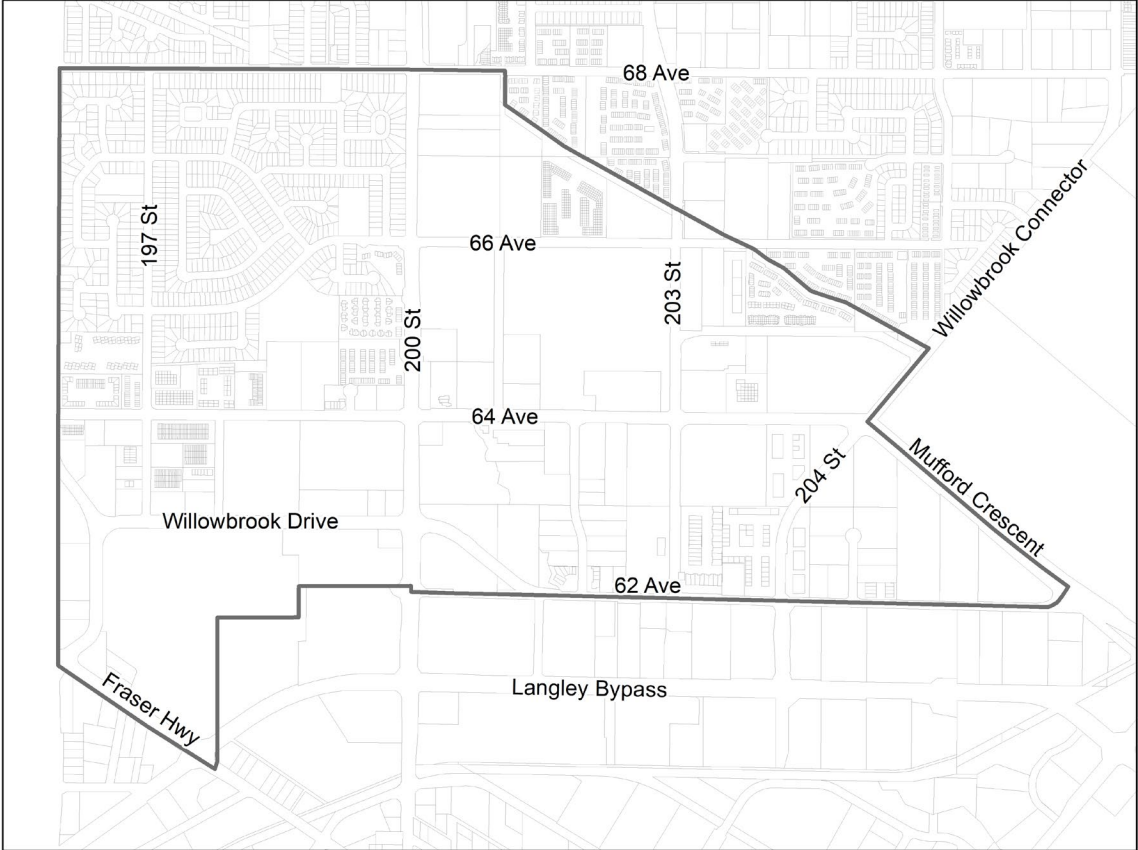 68 Ave
Willowbrook Connector
197 St
66 Ave
203 St
200 St
64 Ave
204 St
Mufford Crescent
Willowbrook Drive
62 Ave
Langley Bypass
Fraser Hwy